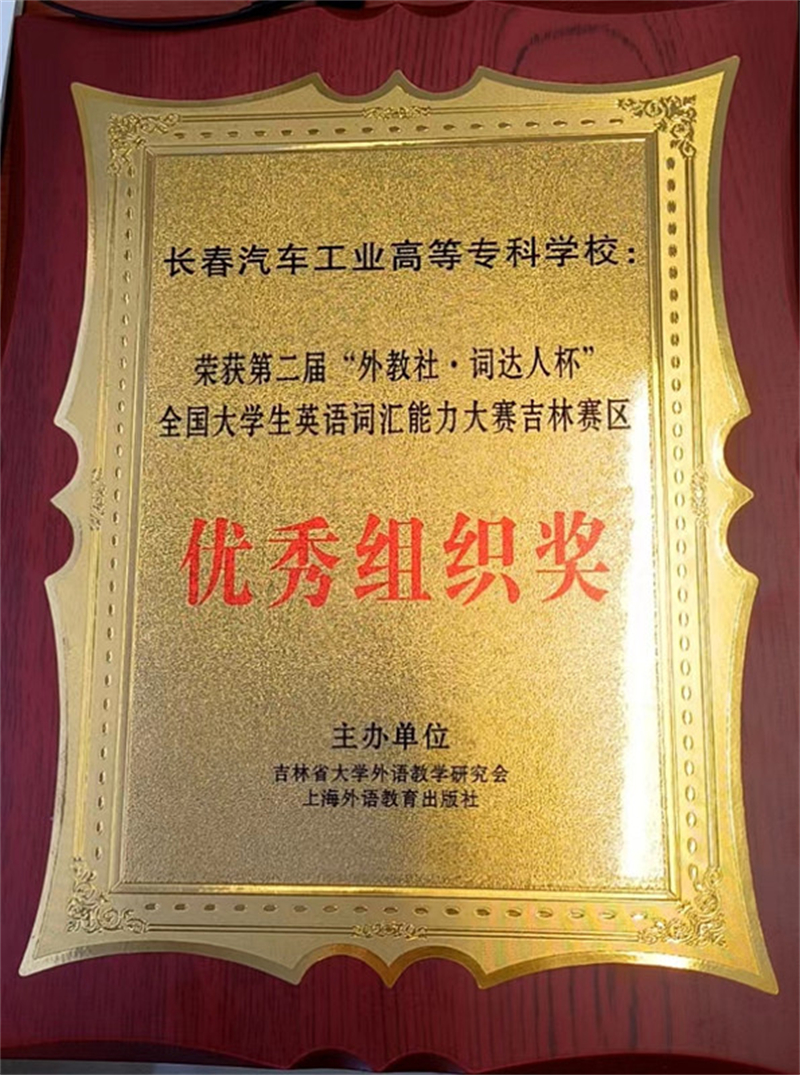 长春汽车工业高等专科学校：
荣获第二届“外教社·词达人杯”
全国大学生英语词汇能力大赛吉林赛区
优秀组织奖
主办单位
吉林省大学外语教学研究会
上海外语教育出版社